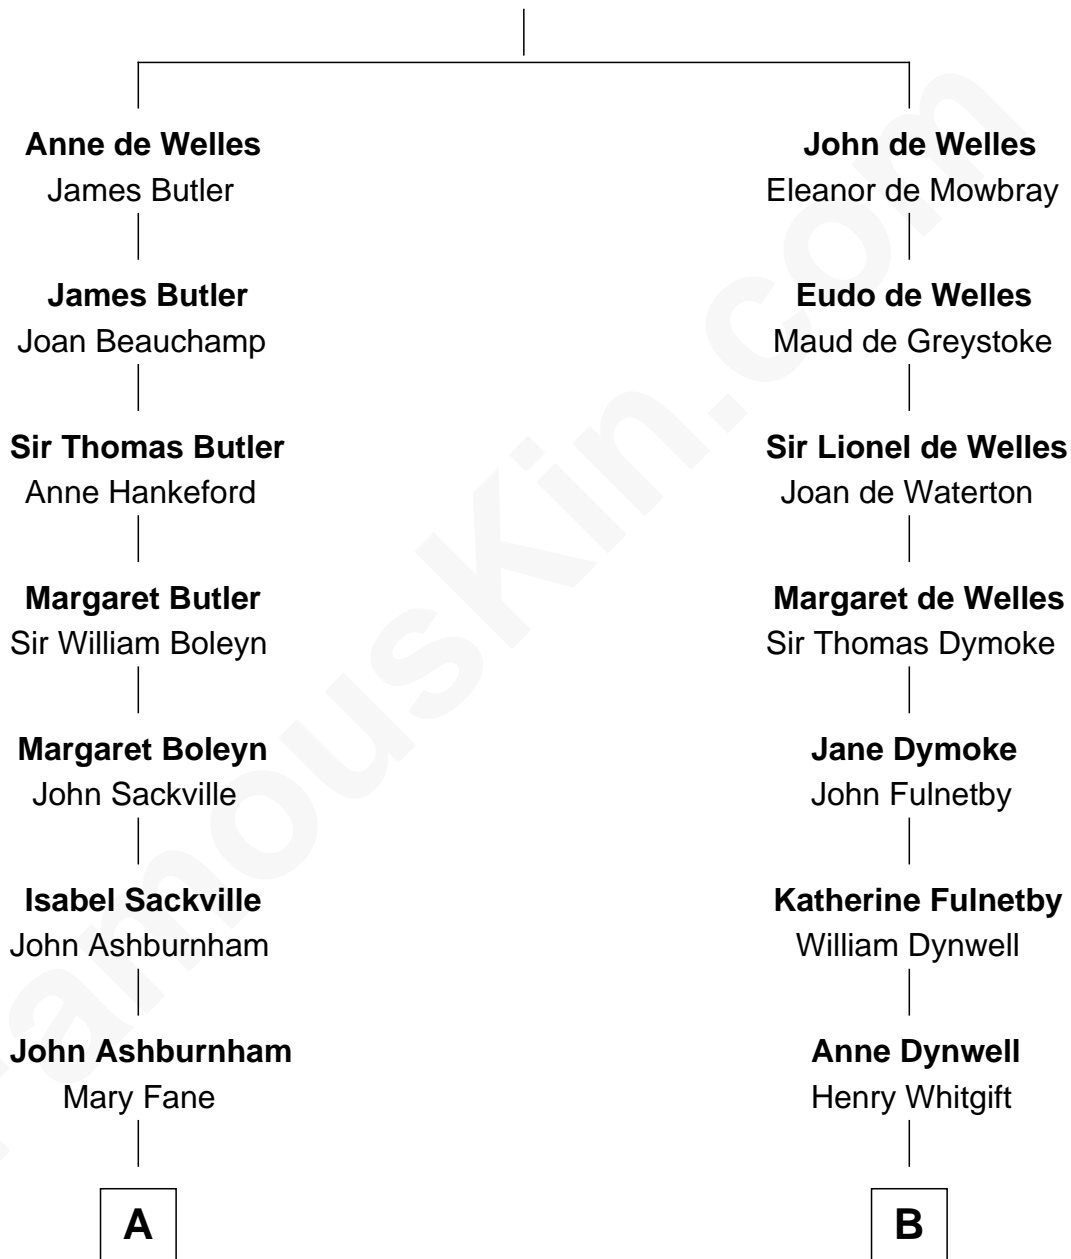 Anne de Welles
James Butler
James Butler
Joan Beauchamp
Sir Thomas Butler
Anne Hankeford
Margaret Butler
Sir William Boleyn
Margaret Boleyn
John Sackville
Isabel Sackville
John Ashburnham
John Ashburnham
Mary Fane
A
John de Welles
Eleanor de Mowbray
Eudo de Welles
Maud de Greystoke
Sir Lionel de Welles
Joan de Waterton
Margaret de Welles
Sir Thomas Dymoke
Jane Dymoke
John Fulnetby
Katherine Fulnetby
William Dynwell
Anne Dynwell
Henry Whitgift
B
FamousKin.com